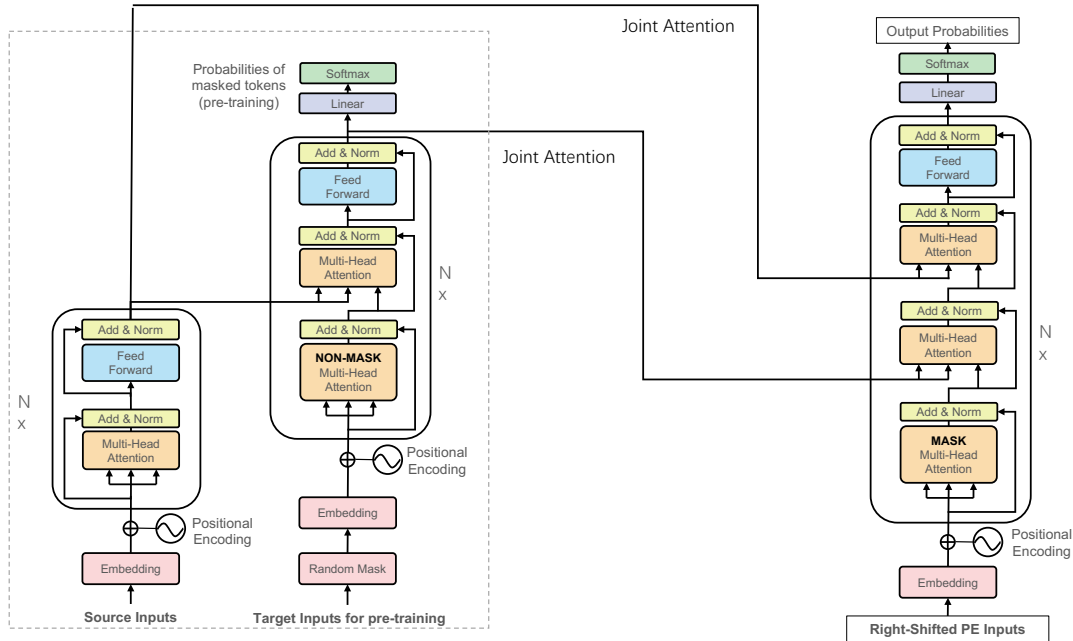 Joint Attention
Output Probabilities
Softmax
Linear
Probabilities of
masked tokens
(pre-training)
Softmax
Linear
Joint Attention
Add & Norm
Feed
Forward
Add & Norm
Multi-Head
Attention
N
x
Add & Norm
NON-MASK
Multi-Head
Attention
Positional
Encoding
Embedding
Random Mask
Target Inputs for pre-training
Add & Norm
Feed
Forward
N
x
Add & Norm
Multi-Head
Attention
Positional
Encoding
Embedding
Source Inputs
Add & Norm
Feed
Forward
Add & Norm
Multi-Head
Attention
Add & Norm
Multi-Head
Attention
N
x
Add & Norm
MASK
Multi-Head
Attention
Positional
Encoding
Embedding
Right-Shifted PE Inputs